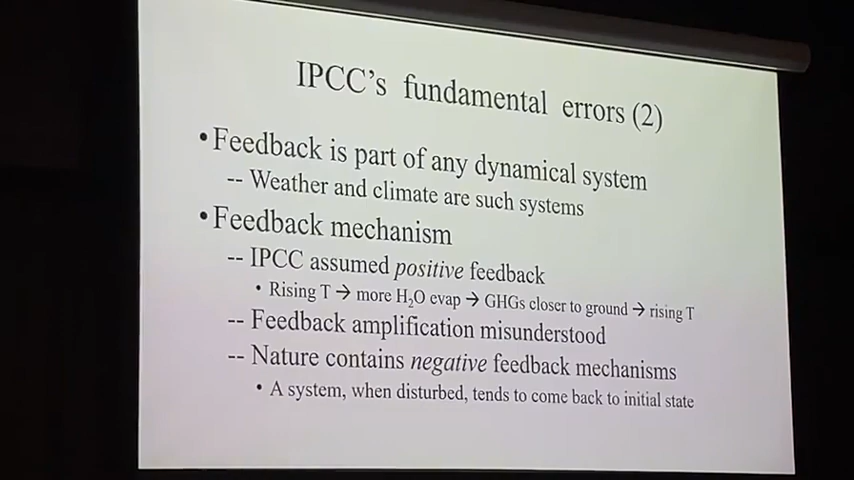 IPCC's fundamental errors (2)
•Feedback is part of any dynamical system
-- Weather and climate are such systems
•Feedback mechanism
-- IPCC assumed positive feedback
• Rising T → more H₂O evap → GHGs closer to ground → rising T
-- Feedback amplification misunderstood
-- Nature contains negative feedback mechanisms
• A system, when disturbed, tends to come back to initial state